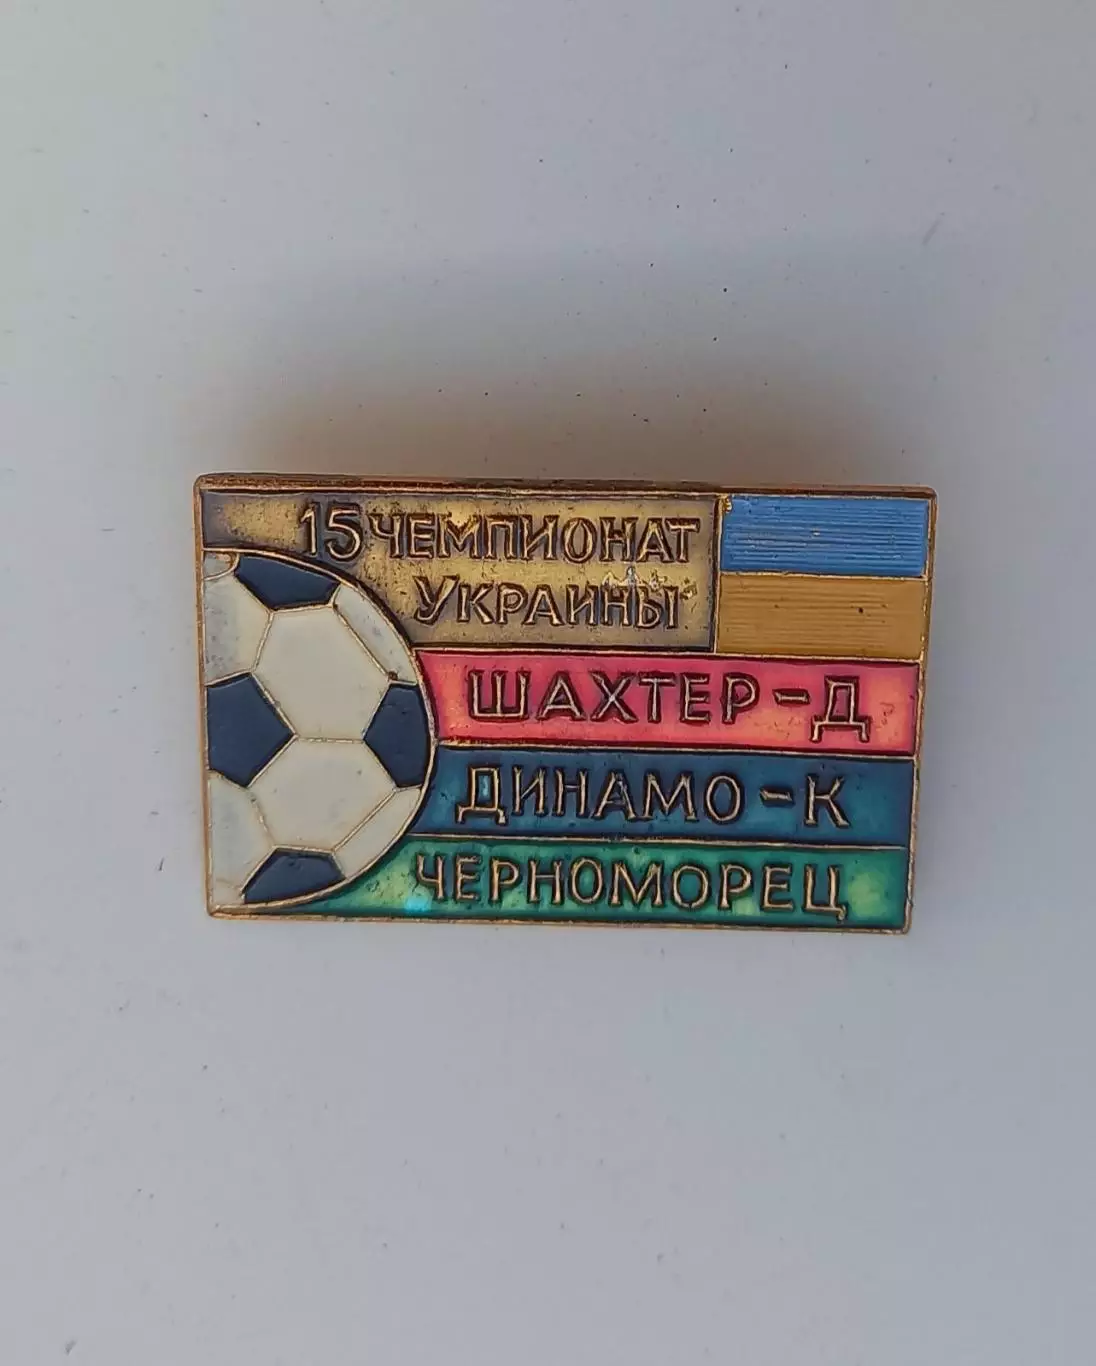 15 ЧЕМПИОНАТ
УКРАИНЫ
ШАХТЕР-Д
ДИНАМО-К
ЧЕРНОМОРЕЦ